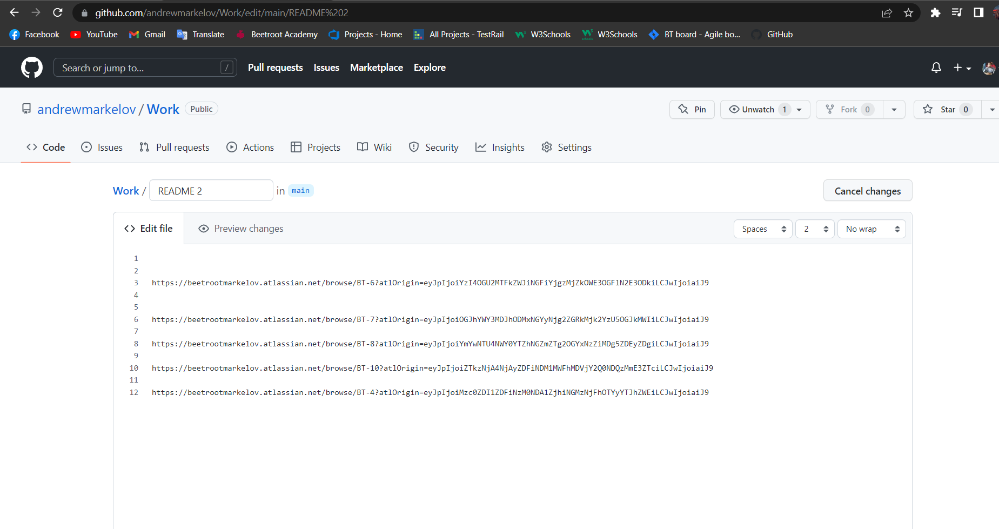 github.com/andrewmarkelov/Work/edit/main/README%202
Facebook YouTube Gmail Translate Beetroot Academy Projects - Home All Projects - TestRail W3Schools W3Schools BT board - Agile bo... GitHub
Search or jump to... / Pull requests Issues Marketplace Explore
andrewmarkelov / Work Public Pin Unwatch 1 Fork 0 Star 0
Code Issues Pull requests Actions Projects Wiki Security Insights Settings
Work / README 2 in main Cancel changes
Edit file Preview changes Spaces 2 No wrap
1
2
3 https://beetrootmarkelov.atlassian.net/browse/BT-6?atlOrigin=eyJpIjoiYzI4OGU2MTFkZWJiNGFiYjgzMjZkOWE3OGFlN2E3ODkiLCJwIjoiaiJ9
4
5
6 https://beetrootmarkelov.atlassian.net/browse/BT-7?atlOrigin=eyJpIjoiOGJhYWY3MDJhODMxNGYyNjg2ZGRkMjk2YzU5OGJkMWIiLCJwIjoiaiJ9
7
8 https://beetrootmarkelov.atlassian.net/browse/BT-8?atlOrigin=eyJpIjoiYmYwNTU4NWY0YTZhNGZmZTg2OGYxNzZiMDg5ZDEyZDgiLCJwIjoiaiJ9
9
10 https://beetrootmarkelov.atlassian.net/browse/BT-10?atlOrigin=eyJpIjoiZTkzNjA4NjAyZDFiNDM1MWFhMDVjY2Q0NDQzMmE3ZTciLCJwIjoiaiJ9
11
12 https://beetrootmarkelov.atlassian.net/browse/BT-4?atlOrigin=eyJpIjoiMzc0ZDI1ZDFiNzM0NDA1ZjhiNGMzNjFhOTYyYTJhZWEiLCJwIjoiaiJ9